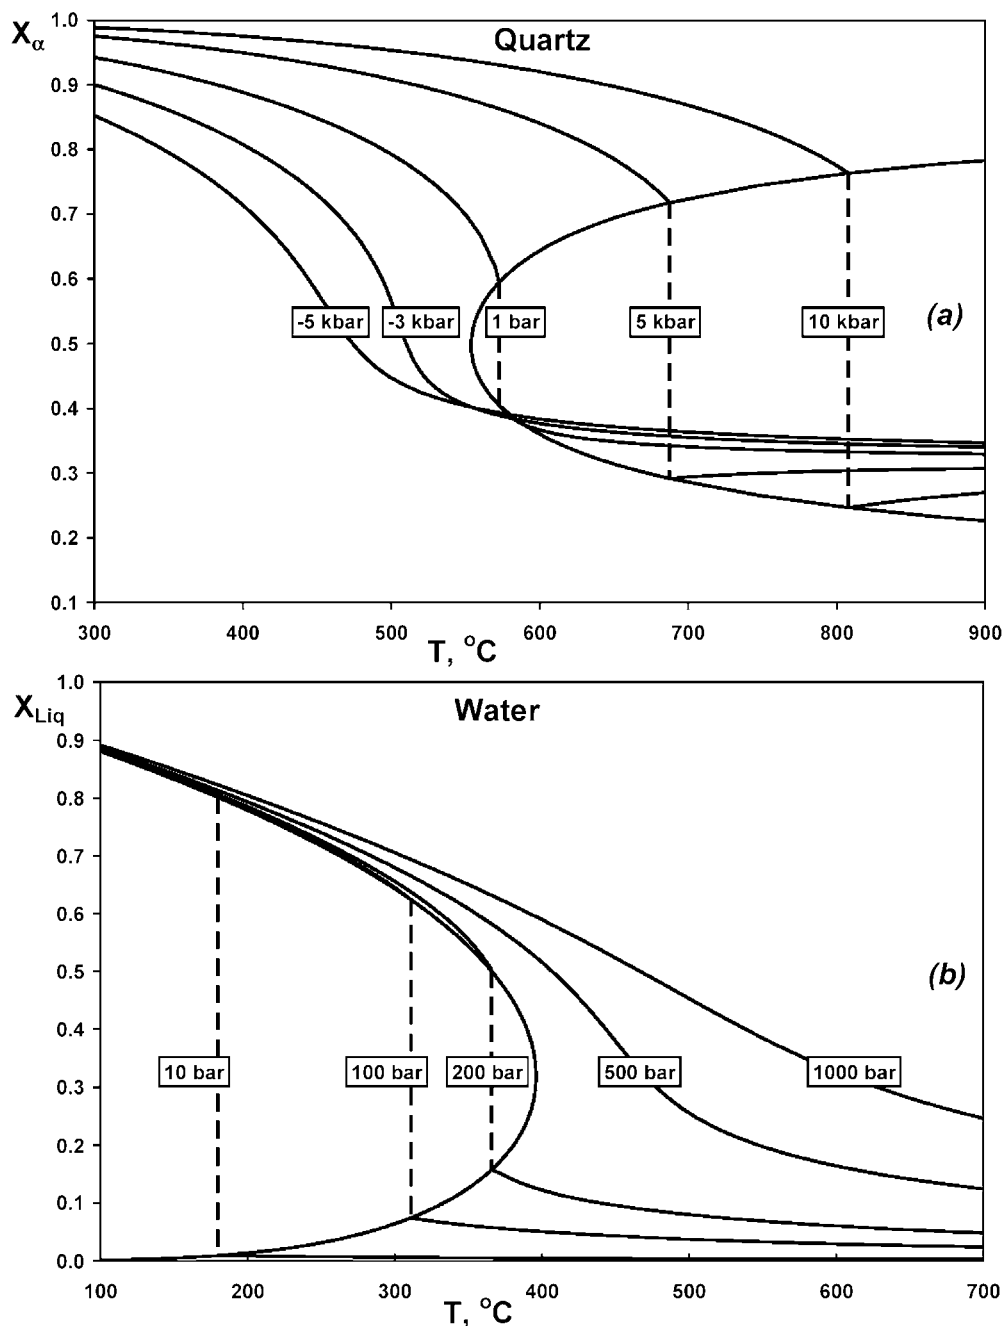 X α
Quartz
1.0
0.9
0.8
0.7
0.6
0.5
0.4
0.3
0.2
0.1
-5 kbar
-3 kbar
1 bar
5 kbar
10 kbar
(a)
300
400
500
600
700
800
900
T, °C
X Liq
Water
1.0
0.9
0.8
0.7
0.6
0.5
0.4
0.3
0.2
0.1
0.0
(b)
10 bar
100 bar
200 bar
500 bar
1000 bar
100
200
300
400
500
600
700
T, °C